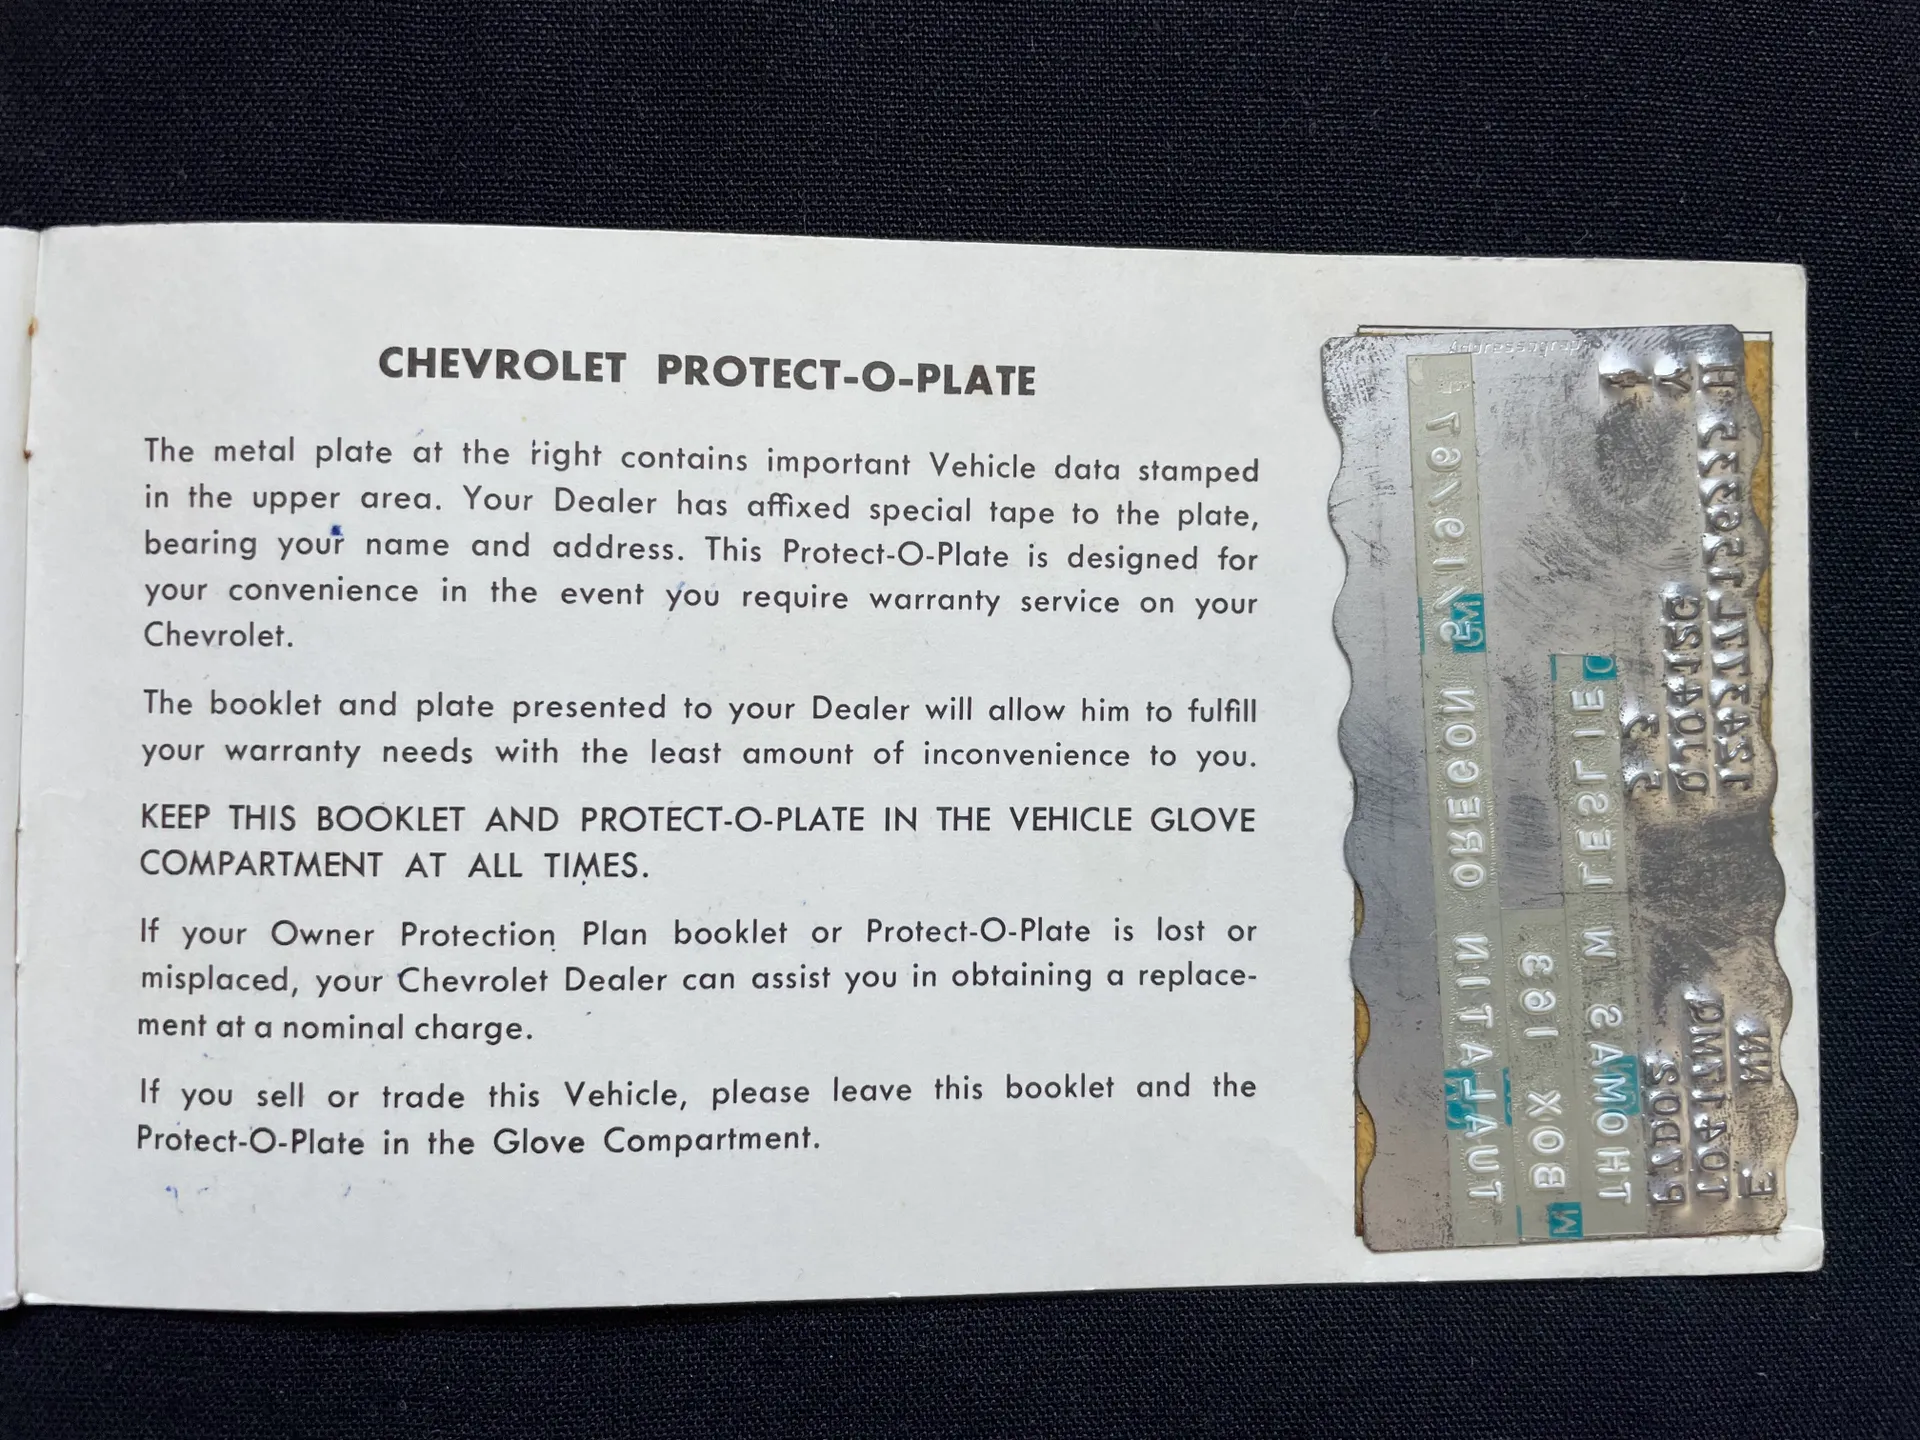 CHEVROLET PROTECT-O-PLATE
The metal plate at the right contains important Vehicle data stamped
in the upper area. Your Dealer has affixed special tape to the plate,
bearing your name and address. This Protect-O-Plate is designed for
your convenience in the event you require warranty service on your
Chevrolet.
The booklet and plate presented to your Dealer will allow him to fulfill
your warranty needs with the least amount of inconvenience to you.
KEEP THIS BOOKLET AND PROTECT-O-PLATE IN THE VEHICLE GLOVE
COMPARTMENT AT ALL TIMES.
If your Owner Protection Plan booklet or Protect-O-Plate is lost or
misplaced, your Chevrolet Dealer can assist you in obtaining a replace-
ment at a nominal charge.
If you sell or trade this Vehicle, please leave this booklet and the
Protect-O-Plate in the Glove Compartment.
THOMAS M LESLIE
BOX 163
TUALATIN OREGON